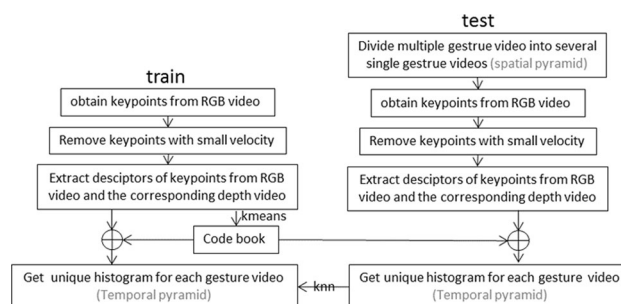 train
obtain keypoints from RGB video
Remove keypoints with small velocity
Extract desciptors of keypoints from RGB
video and the corresponding depth video
kmeans
Code book
Get unique histogram for each gesture video
(Temporal pyramid)
knn
test
Divide multiple gestrue video into several
single gestrue videos (spatial pyramid)
obtain keypoints from RGB video
Remove keypoints with small velocity
Extract desciptors of keypoints from RGB
video and the corresponding depth video
Get unique histogram for each gesture video
(Temporal pyramid)